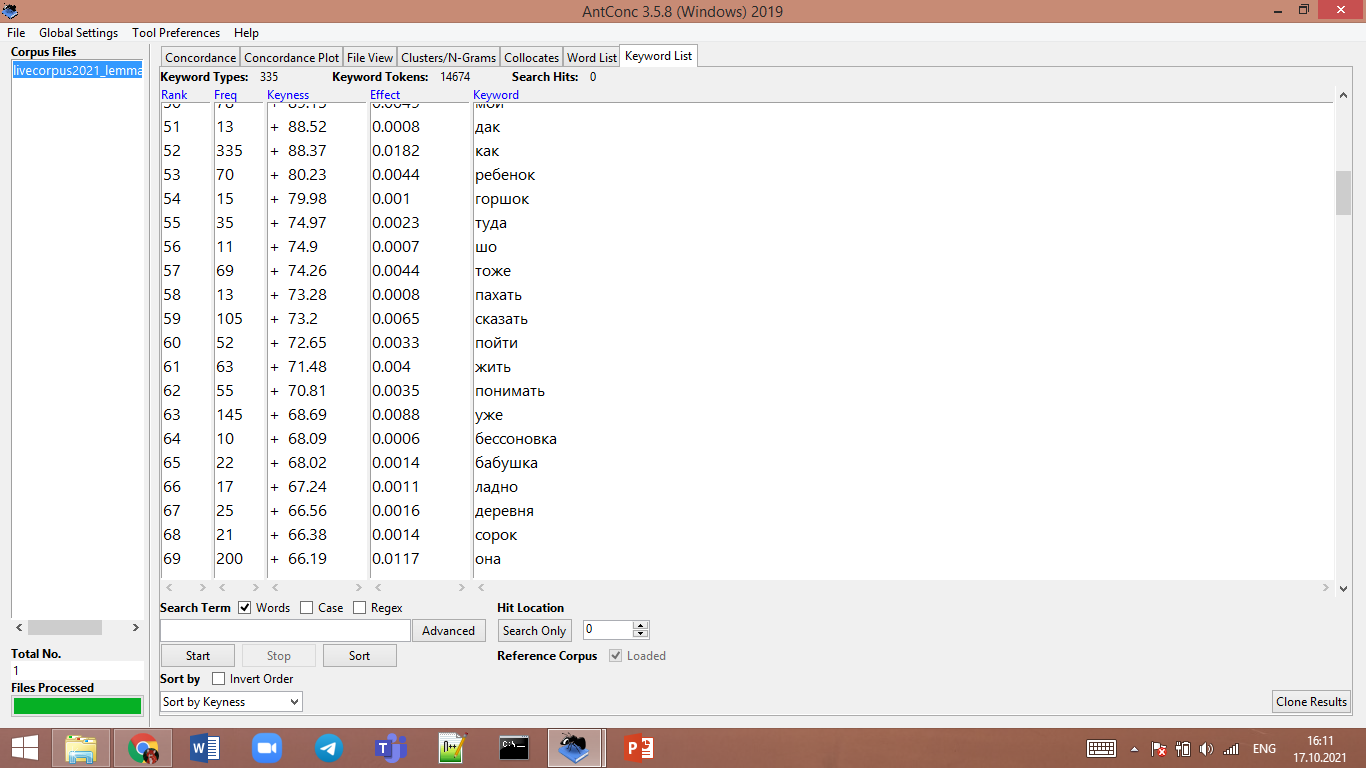 AntConc 3.5.8 (Windows) 2019
File Global Settings Tool Preferences Help
Corpus Files
livecorpus2021_lemma
Concordance Concordance Plot File View Clusters/N-Grams Collocates Word List Keyword List
Keyword Types: 335 Keyword Tokens: 14674 Search Hits: 0
Rank Freq Keyness Effect Keyword
50 78 + 89.15 0.0049 мой
51 13 + 88.52 0.0008 дак
52 335 + 88.37 0.0182 как
53 70 + 80.23 0.0044 ребенок
54 15 + 79.98 0.001 горшок
55 35 + 74.97 0.0023 туда
56 11 + 74.9 0.0007 шо
57 69 + 74.26 0.0044 тоже
58 13 + 73.28 0.0008 пахать
59 105 + 73.2 0.0065 сказать
60 52 + 72.65 0.0033 пойти
61 63 + 71.48 0.004 жить
62 55 + 70.81 0.0035 понимать
63 145 + 68.69 0.0088 уже
64 10 + 68.09 0.0006 бессоновка
65 22 + 68.02 0.0014 бабушка
66 17 + 67.24 0.0011 ладно
67 25 + 66.56 0.0016 деревня
68 21 + 66.38 0.0014 сорок
69 200 + 66.19 0.0117 она
Search Term Words Case Regex Hit Location
Advanced Search Only 0
Start Stop Sort Reference Corpus Loaded
Sort by Invert Order
Sort by Keyness
Clone Results
Total No.
1
Files Processed
ENG
16:11
17.10.2021